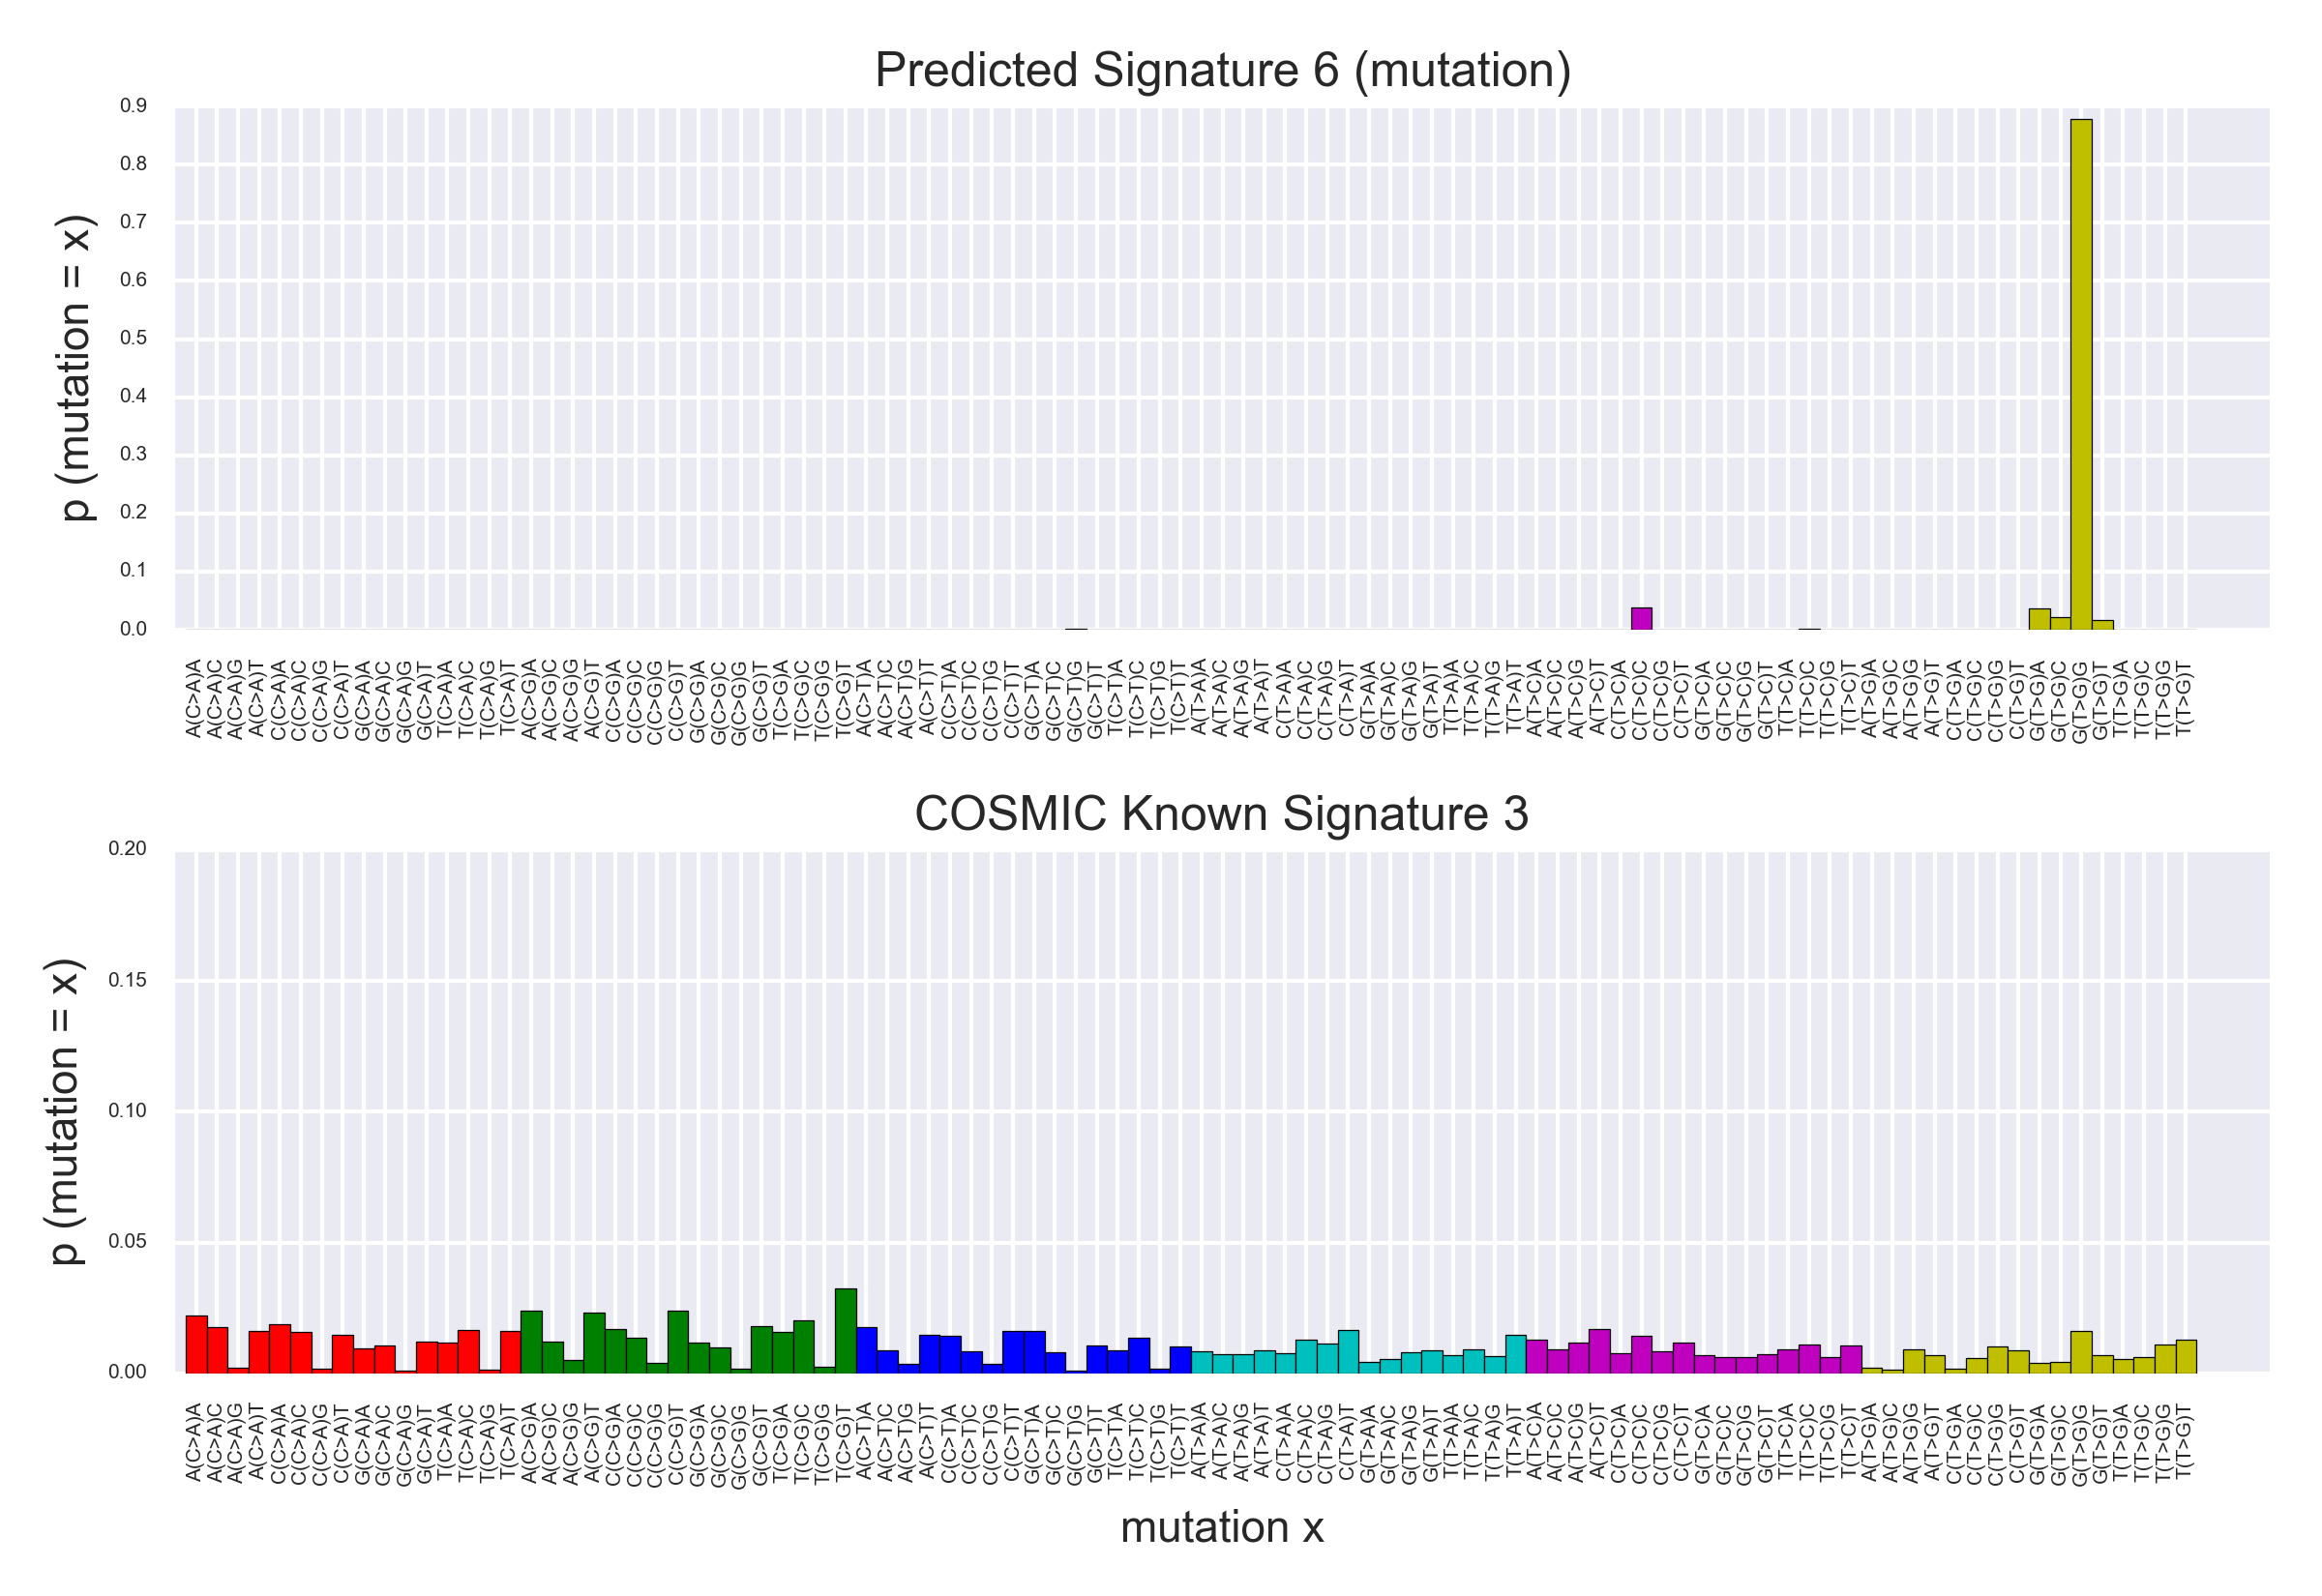 Predicted Signature 6 (mutation)
p (mutation = x)
0.9
0.8
0.7
0.6
0.5
0.4
0.3
0.2
0.1
0.0
A(C>A)A A(C>A)C A(C>A)G A(C>A)T C(C>A)A C(C>A)C C(C>A)G C(C>A)T G(C>A)A G(C>A)C G(C>A)G G(C>A)T T(C>A)A T(C>A)C T(C>A)G T(C>A)T A(C>G)A A(C>G)C A(C>G)G A(C>G)T C(C>G)A C(C>G)C C(C>G)G C(C>G)T G(C>G)A G(C>G)C G(C>G)G G(C>G)T T(C>G)A T(C>G)C T(C>G)G T(C>G)T A(C>T)A A(C>T)C A(C>T)G A(C>T)T C(C>T)A C(C>T)C C(C>T)G C(C>T)T G(C>T)A G(C>T)C G(C>T)G G(C>T)T T(C>T)A T(C>T)C T(C>T)G T(C>T)T A(T>A)A A(T>A)C A(T>A)G A(T>A)T C(T>A)A C(T>A)C C(T>A)G C(T>A)T G(T>A)A G(T>A)C G(T>A)G G(T>A)T T(T>A)A T(T>A)C T(T>A)G T(T>A)T A(T>C)A A(T>C)C A(T>C)G A(T>C)T C(T>C)A C(T>C)C C(T>C)G C(T>C)T G(T>C)A G(T>C)C G(T>C)G G(T>C)T T(T>C)A T(T>C)C T(T>C)G T(T>C)T A(T>G)A A(T>G)C A(T>G)G A(T>G)T C(T>G)A C(T>G)C C(T>G)G C(T>G)T G(T>G)A G(T>G)C G(T>G)G G(T>G)T T(T>G)A T(T>G)C T(T>G)G T(T>G)T
COSMIC Known Signature 3
p (mutation = x)
0.20
0.15
0.10
0.05
0.00
A(C>A)A A(C>A)C A(C>A)G A(C>A)T C(C>A)A C(C>A)C C(C>A)G C(C>A)T G(C>A)A G(C>A)C G(C>A)G G(C>A)T T(C>A)A T(C>A)C T(C>A)G T(C>A)T A(C>G)A A(C>G)C A(C>G)G A(C>G)T C(C>G)A C(C>G)C C(C>G)G C(C>G)T G(C>G)A G(C>G)C G(C>G)G G(C>G)T T(C>G)A T(C>G)C T(C>G)G T(C>G)T A(C>T)A A(C>T)C A(C>T)G A(C>T)T C(C>T)A C(C>T)C C(C>T)G C(C>T)T G(C>T)A G(C>T)C G(C>T)G G(C>T)T T(C>T)A T(C>T)C T(C>T)G T(C>T)T A(T>A)A A(T>A)C A(T>A)G A(T>A)T C(T>A)A C(T>A)C C(T>A)G C(T>A)T G(T>A)A G(T>A)C G(T>A)G G(T>A)T T(T>A)A T(T>A)C T(T>A)G T(T>A)T A(T>C)A A(T>C)C A(T>C)G A(T>C)T C(T>C)A C(T>C)C C(T>C)G C(T>C)T G(T>C)A G(T>C)C G(T>C)G G(T>C)T T(T>C)A T(T>C)C T(T>C)G T(T>C)T A(T>G)A A(T>G)C A(T>G)G A(T>G)T C(T>G)A C(T>G)C C(T>G)G C(T>G)T G(T>G)A G(T>G)C G(T>G)G G(T>G)T T(T>G)A T(T>G)C T(T>G)G T(T>G)T
mutation x